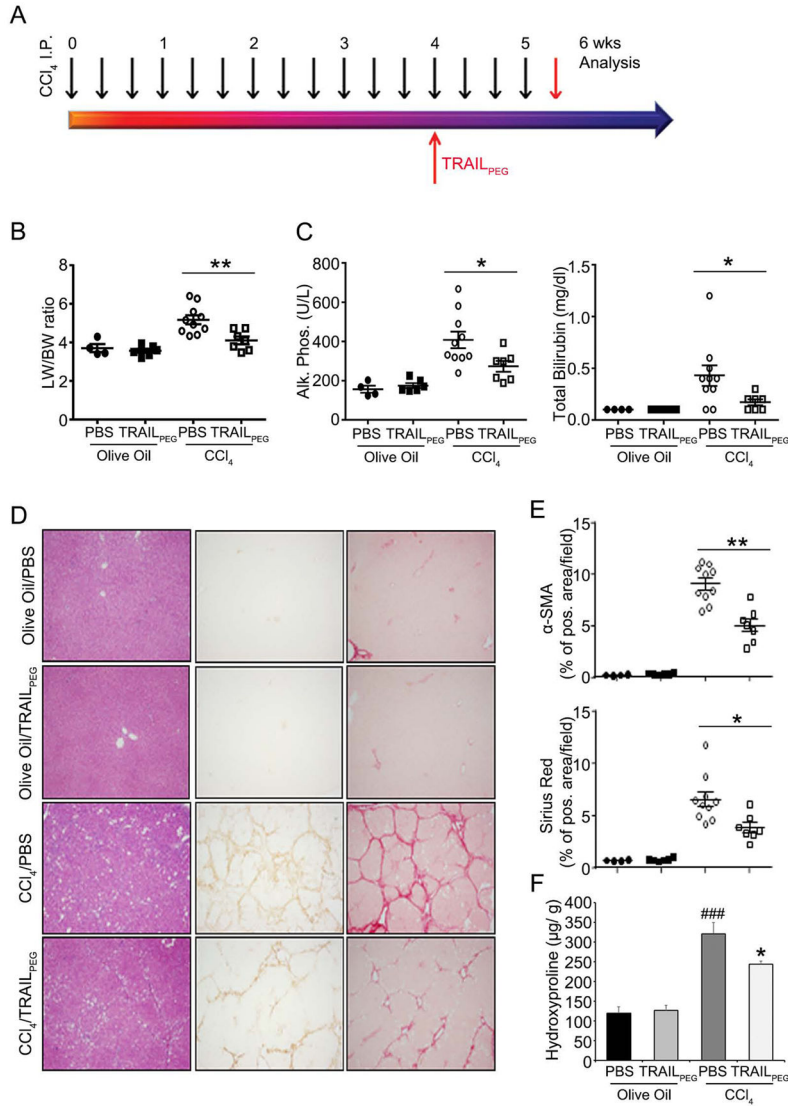 A
CCl4 I.P.
0 1 2 3 4 5 6 wks
Analysis
TRAILPEG
B
LW/BW ratio
8
6
4
2
0
**
PBS TRAILPEG PBS TRAILPEG
Olive Oil CCl4
C
Alk. Phos. (U/L)
800
600
400
200
0
*
PBS TRAILPEG PBS TRAILPEG
Olive Oil CCl4
Total Bilirubin (mg/dl)
1.5
1.0
0.5
0.0
*
PBS TRAILPEG PBS TRAILPEG
Olive Oil CCl4
D
Olive Oil/PBS
Olive Oil/TRAILPEG
CCl4/PBS
CCl4/TRAILPEG
E
α-SMA
(% of pos. area/field)
15
10
5
0
**
Sirius Red
(% of pos. area/field)
15
10
5
0
*
F
Hydroxyproline (μg/ g)
400
350
300
250
200
150
100
50
0
###
*
PBS TRAILPEG PBS TRAILPEG
Olive Oil CCl4